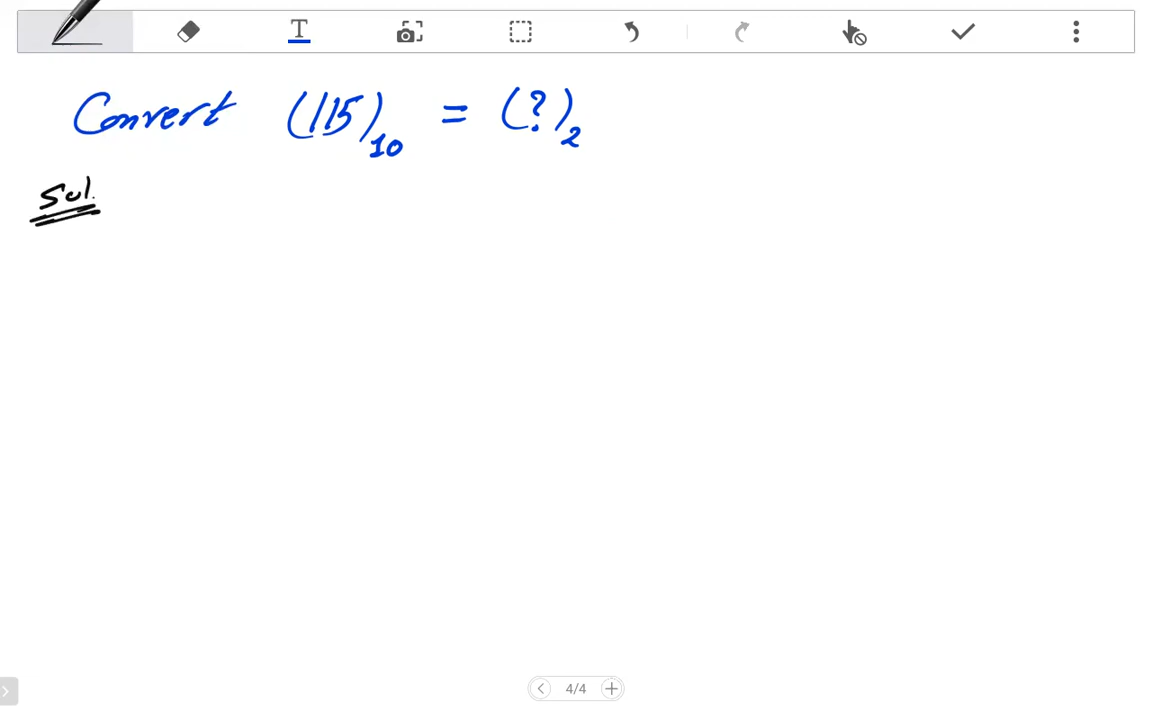 T
Convert (115)10 = (?)2
Sol.
4/4